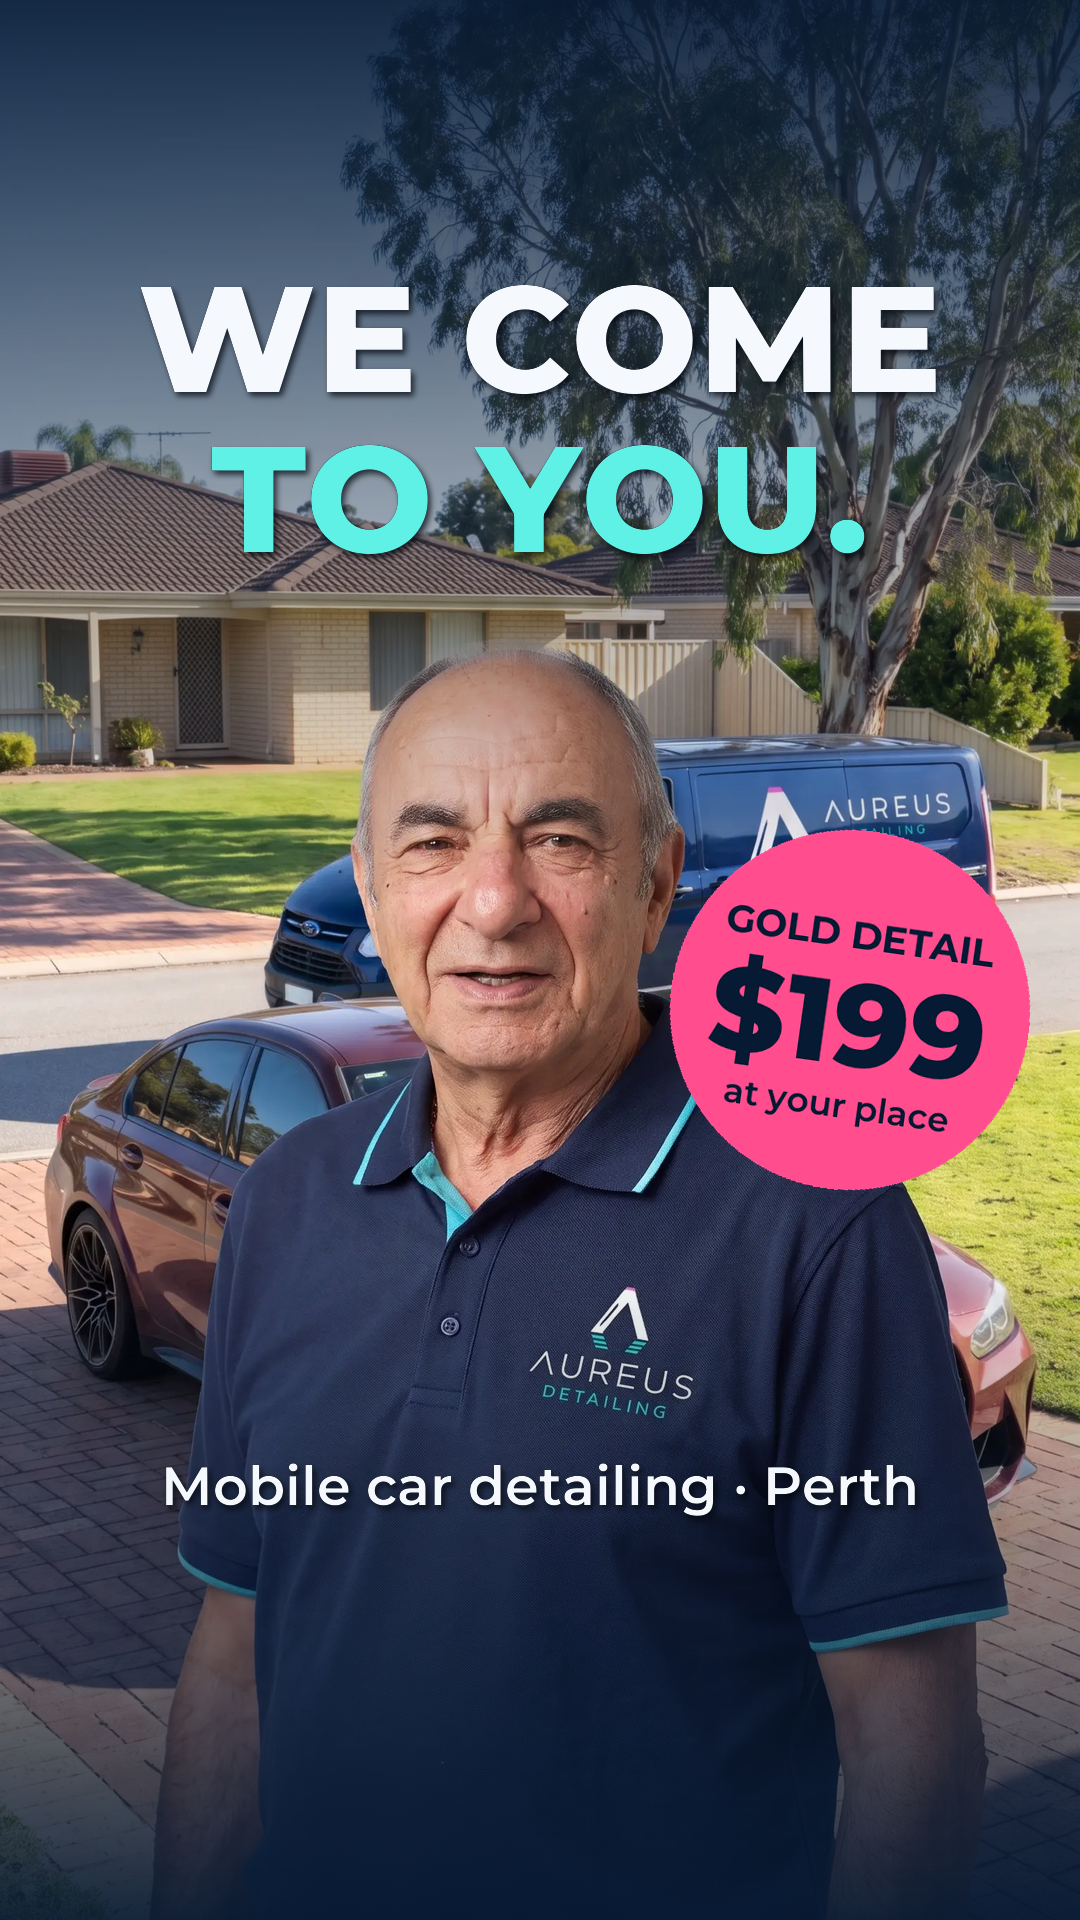 WE COME
TO YOU.
AUREUS
GOLD DETAIL
$199
at your place
AUREUS
DETAILING
Mobile car detailing · Perth